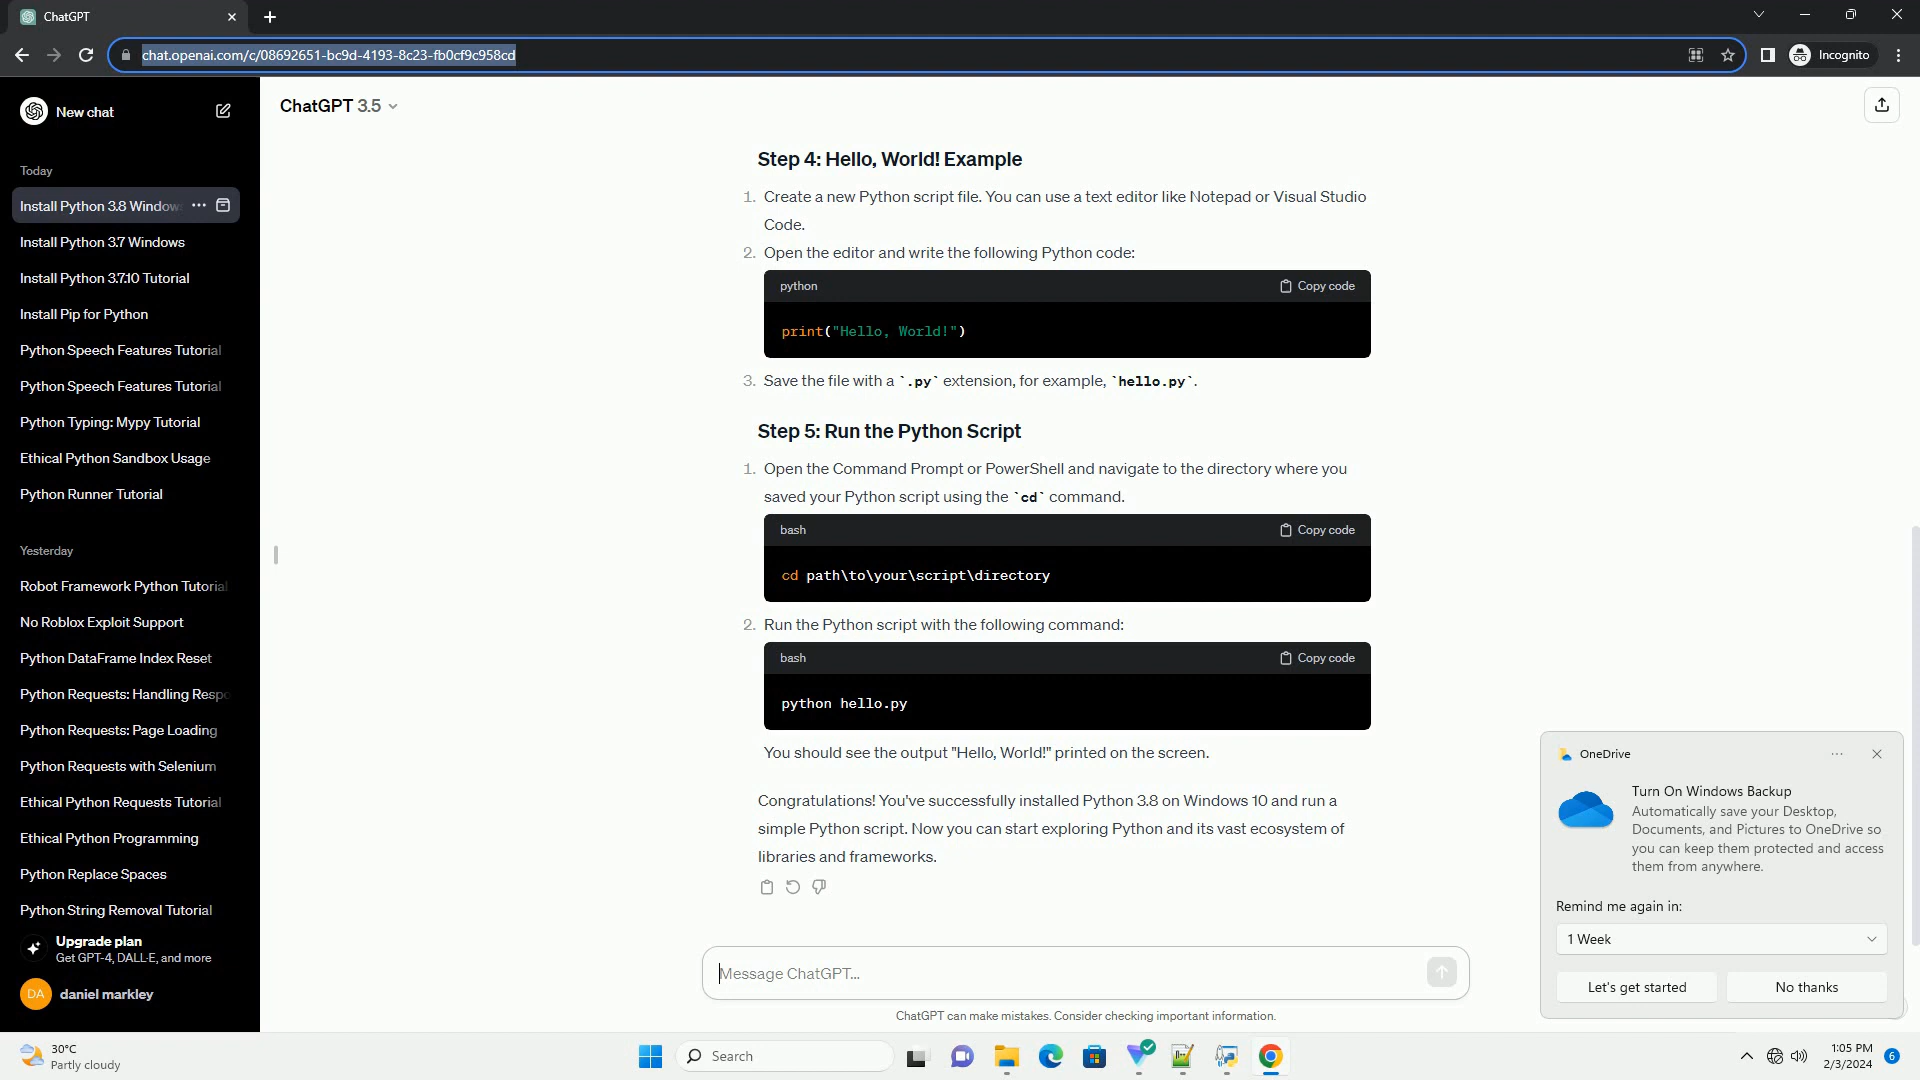 ChatGPT
chat.openai.com/c/08692651-bc9d-4193-8c23-fb0cf9c958cd
Incognito
New chat
Today
Install Python 3.8 Window
Install Python 3.7 Windows
Install Python 3.7.10 Tutorial
Install Pip for Python
Python Speech Features Tutorial
Python Speech Features Tutorial
Python Typing: Mypy Tutorial
Ethical Python Sandbox Usage
Python Runner Tutorial
Yesterday
Robot Framework Python Tutorial
No Roblox Exploit Support
Python DataFrame Index Reset
Python Requests: Handling Respo
Python Requests: Page Loading
Python Requests with Selenium
Ethical Python Requests Tutorial
Ethical Python Programming
Python Replace Spaces
Python String Removal Tutorial
Upgrade plan
Get GPT-4, DALL·E, and more
DA
daniel markley
ChatGPT 3.5
Step 4: Hello, World! Example
1. Create a new Python script file. You can use a text editor like Notepad or Visual Studio
Code.
2. Open the editor and write the following Python code:
python
Copy code
print("Hello, World!")
3. Save the file with a `.py` extension, for example, `hello.py`.
Step 5: Run the Python Script
1. Open the Command Prompt or PowerShell and navigate to the directory where you
saved your Python script using the `cd` command.
bash
Copy code
cd path\to\your\script\directory
2. Run the Python script with the following command:
bash
Copy code
python hello.py
You should see the output "Hello, World!" printed on the screen.
Congratulations! You've successfully installed Python 3.8 on Windows 10 and run a
simple Python script. Now you can start exploring Python and its vast ecosystem of
libraries and frameworks.
Message ChatGPT...
ChatGPT can make mistakes. Consider checking important information.
OneDrive
Turn On Windows Backup
Automatically save your Desktop,
Documents, and Pictures to OneDrive so
you can keep them protected and access
them from anywhere.
Remind me again in:
1 Week
Let's get started
No thanks
30°C
Partly cloudy
Search
1:05 PM
2/3/2024
6